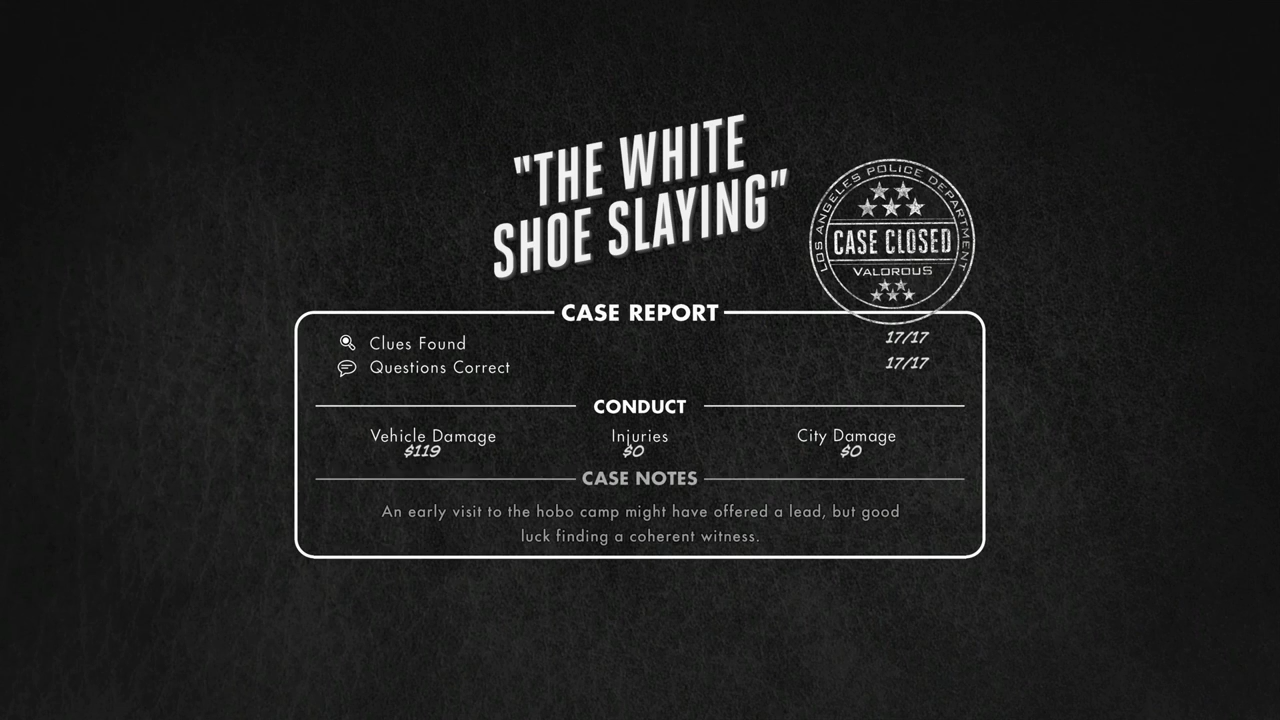 "THE WHITE
SHOE SLAYING"
LOS ANGELES POLICE DEPARTMENT
CASE CLOSED
VALOROUS
CASE REPORT
Clues Found 17/17
Questions Correct 17/17
CONDUCT
Vehicle Damage Injuries City Damage
$119 $0 $0
CASE NOTES
An early visit to the hobo camp might have offered a lead, but good
luck finding a coherent witness.